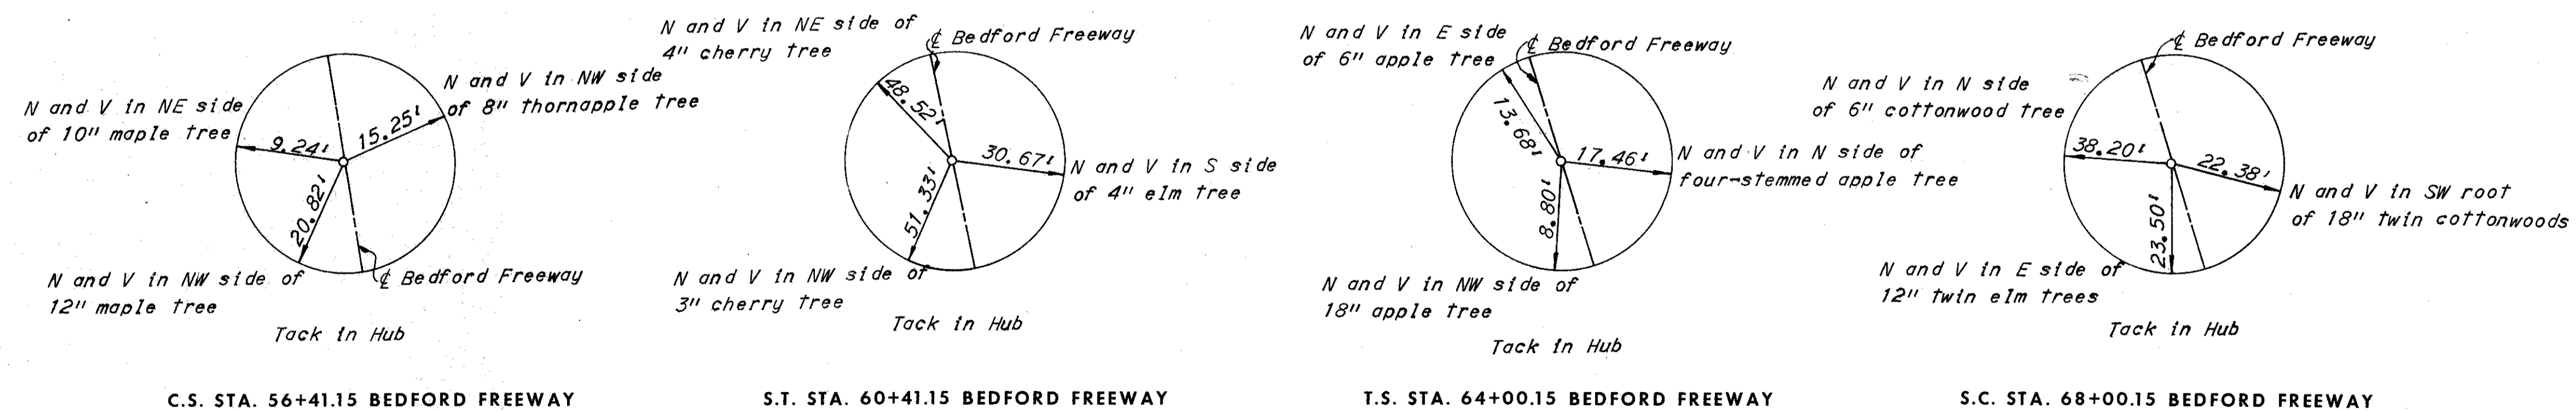 N and V in NW side
of 8" thornapple tree
N and V in NE side
of 10" maple tree
15.25'
9.24'
20.82'
N and V in NW side of
12" maple tree
℄ Bedford Freeway
Tack in Hub
C.S. STA. 56+41.15 BEDFORD FREEWAY
N and V in NE side of
4" cherry tree
℄ Bedford Freeway
48.52'
30.67'
N and V in S side
of 4" elm tree
51.33'
N and V in NW side of
3" cherry tree
Tack in Hub
S.T. STA. 60+41.15 BEDFORD FREEWAY
N and V in E side
of 6" apple tree
℄ Bedford Freeway
13.68'
17.46'
N and V in N side of
four-stemmed apple tree
8.80'
N and V in NW side of
18" apple tree
Tack in Hub
T.S. STA. 64+00.15 BEDFORD FREEWAY
℄ Bedford Freeway
N and V in N side
of 6" cottonwood tree
38.20'
22.38'
N and V in SW root
of 18" twin cottonwoods
23.50'
N and V in E side of
12" twin elm trees
Tack in Hub
S.C. STA. 68+00.15 BEDFORD FREEWAY